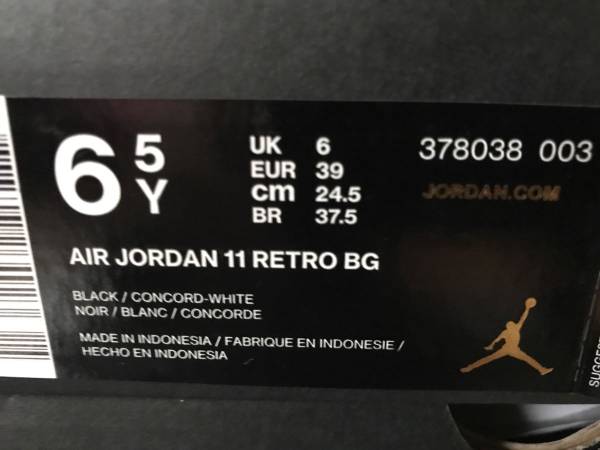 6 5 Y
UK 6
EUR 39
cm 24.5
BR 37.5
378038 003
JORDAN.COM
AIR JORDAN 11 RETRO BG
BLACK / CONCORD-WHITE
NOIR / BLANC / CONCORDE
MADE IN INDONESIA / FABRIQUE EN INDONESIE /
HECHO EN INDONESIA